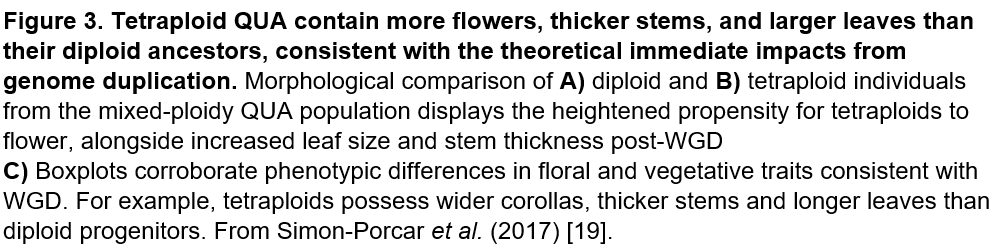 Figure 3. Tetraploid QUA contain more flowers, thicker stems, and larger leaves than
their diploid ancestors, consistent with the theoretical immediate impacts from
genome duplication. Morphological comparison of A) diploid and B) tetraploid individuals
from the mixed-ploidy QUA population displays the heightened propensity for tetraploids to
flower, alongside increased leaf size and stem thickness post-WGD
C) Boxplots corroborate phenotypic differences in floral and vegetative traits consistent with
WGD. For example, tetraploids possess wider corollas, thicker stems and longer leaves than
diploid progenitors. From Simon-Porcar et al. (2017) [19].